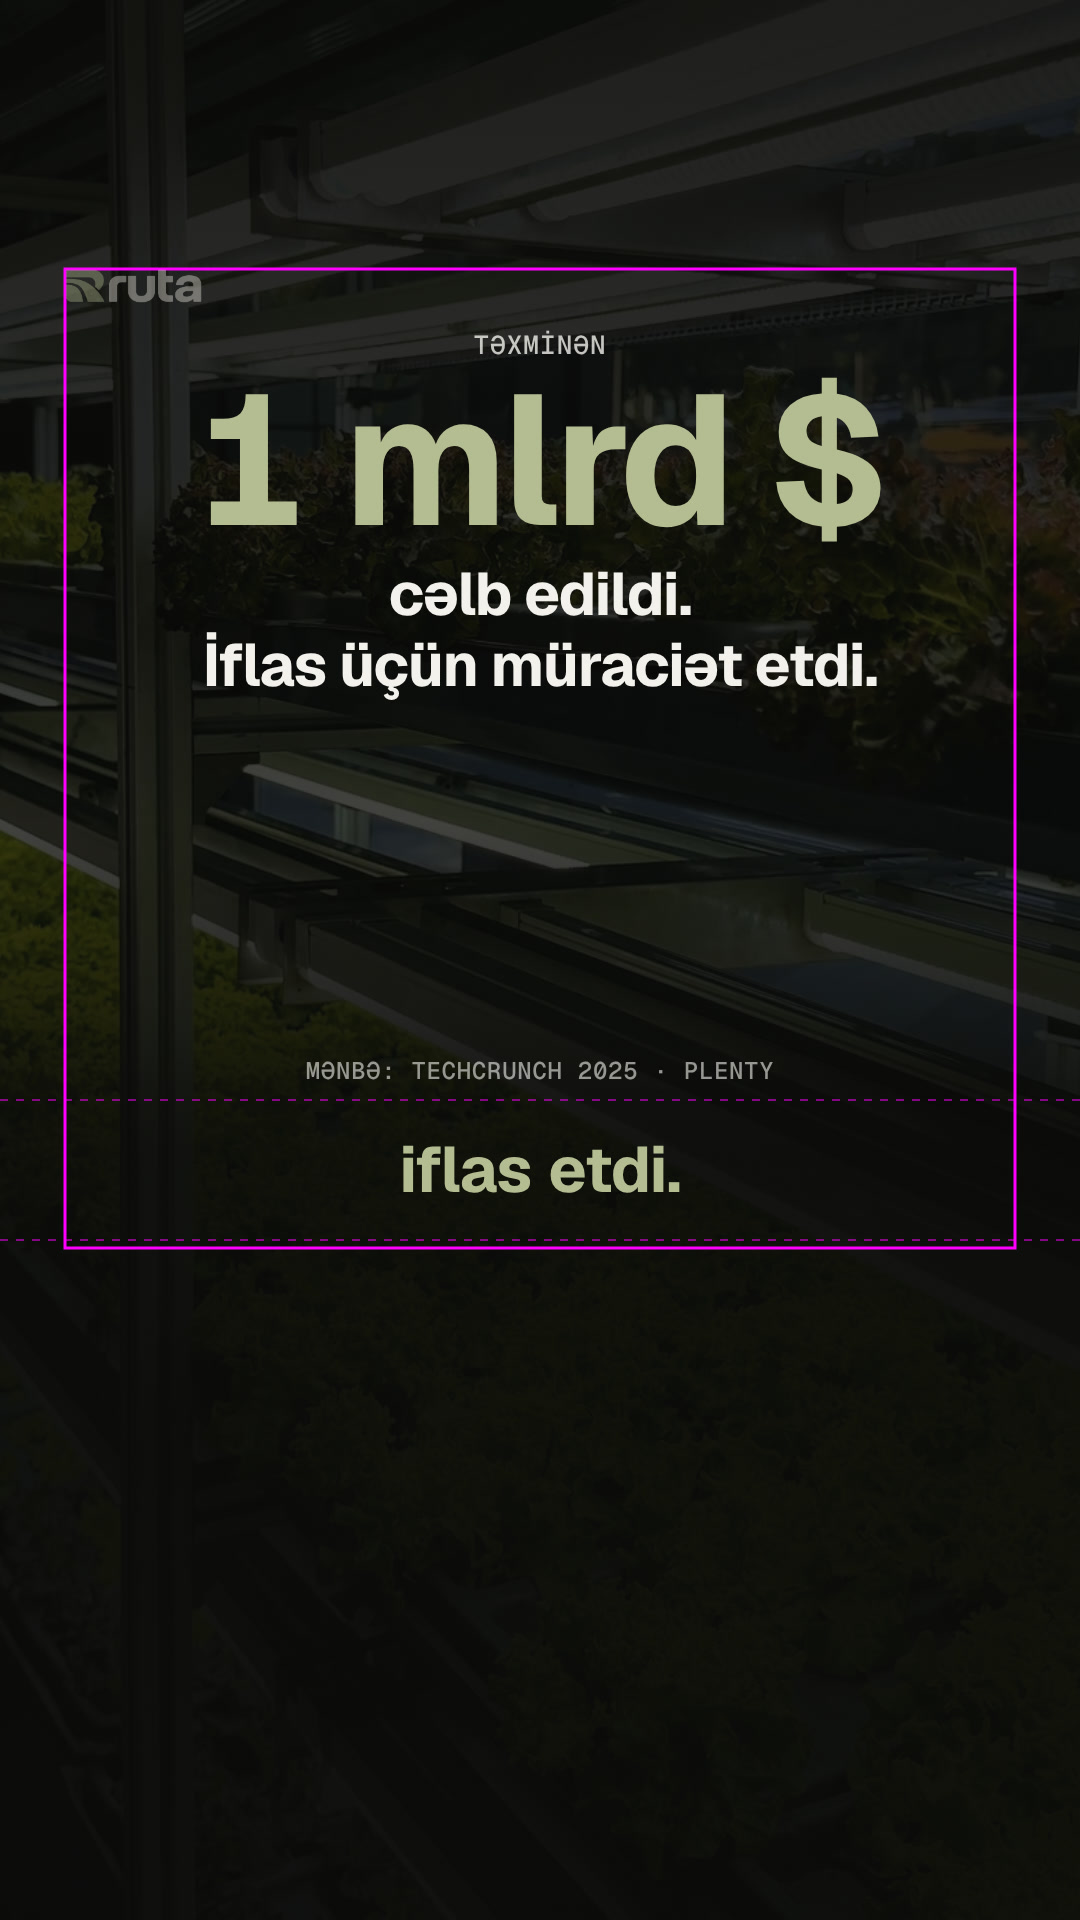 ruta
TƏXMİNƏN
1 mlrd $
cəlb edildi.
İflas üçün müraciət etdi.
MƏNBƏ: TECHCRUNCH 2025 · PLENTY
iflas etdi.